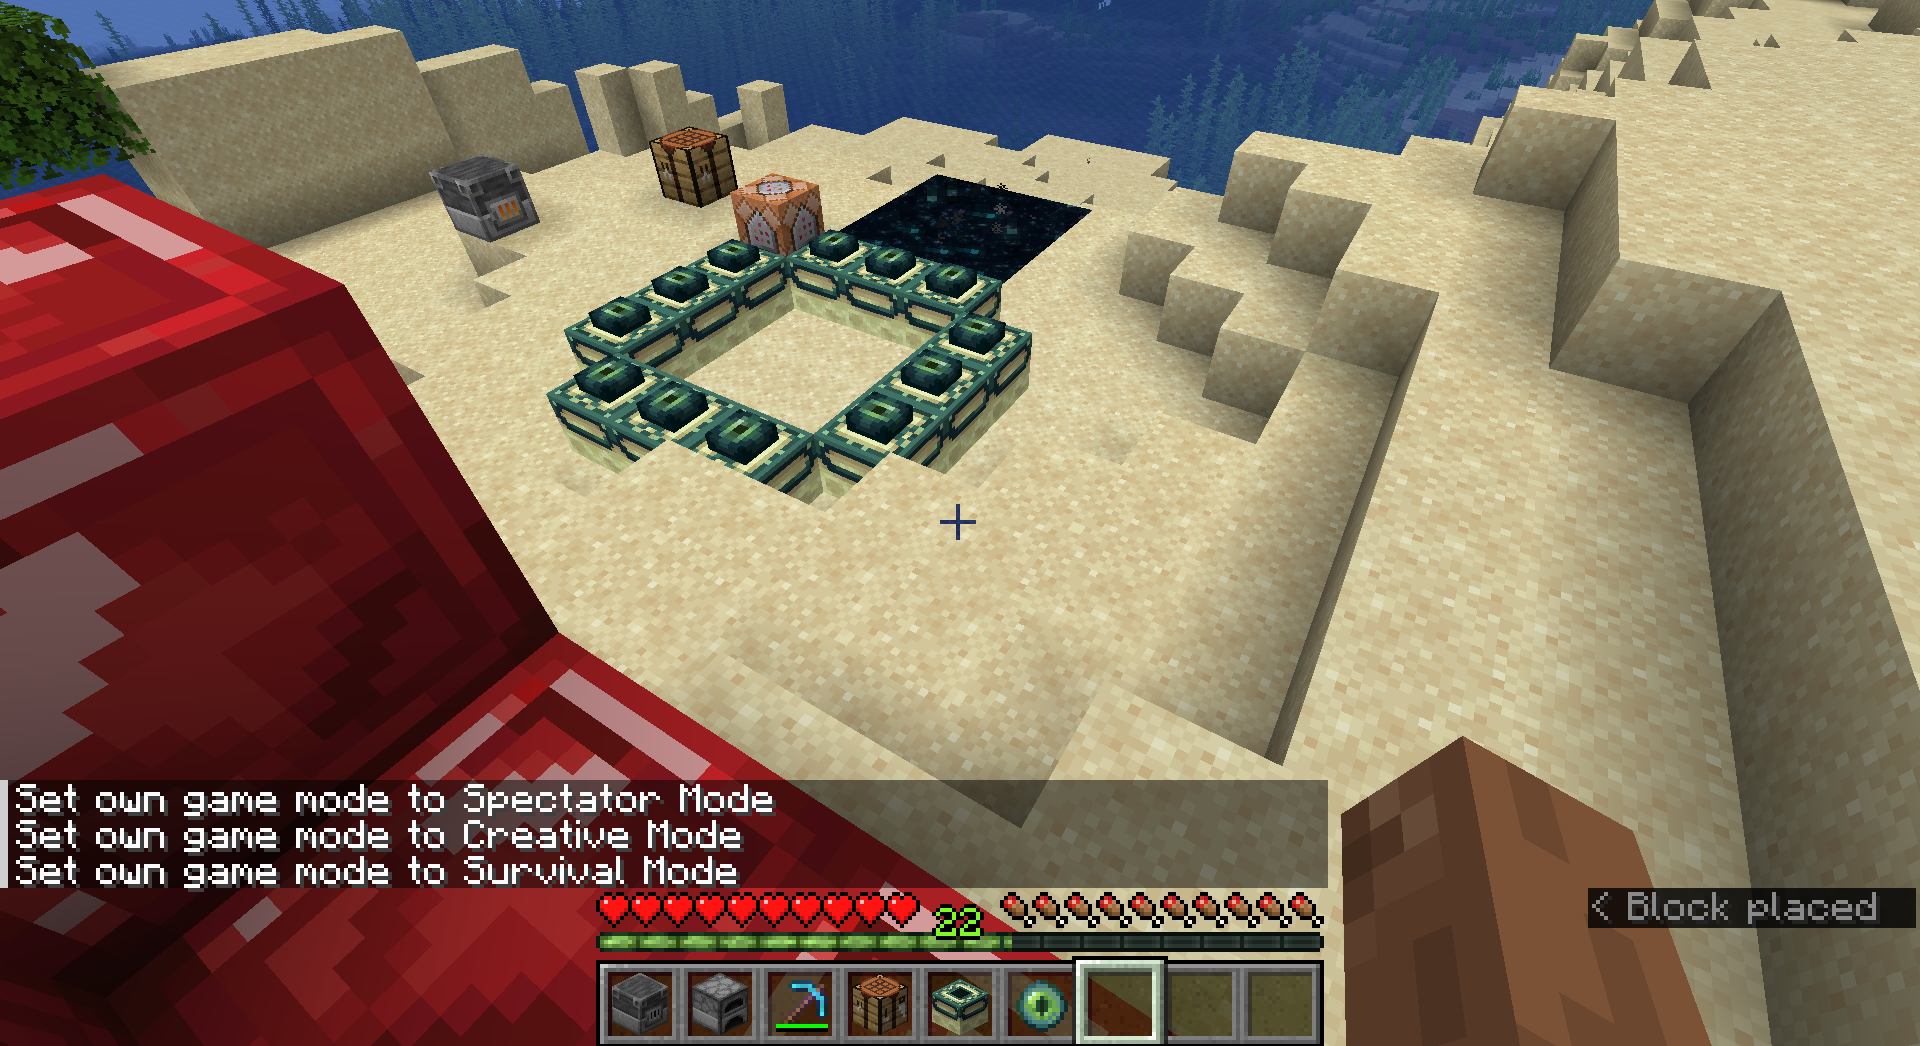 Set own game mode to Spectator Mode
Set own game mode to Creative Mode
Set own game mode to Survival Mode
< Block placed
22